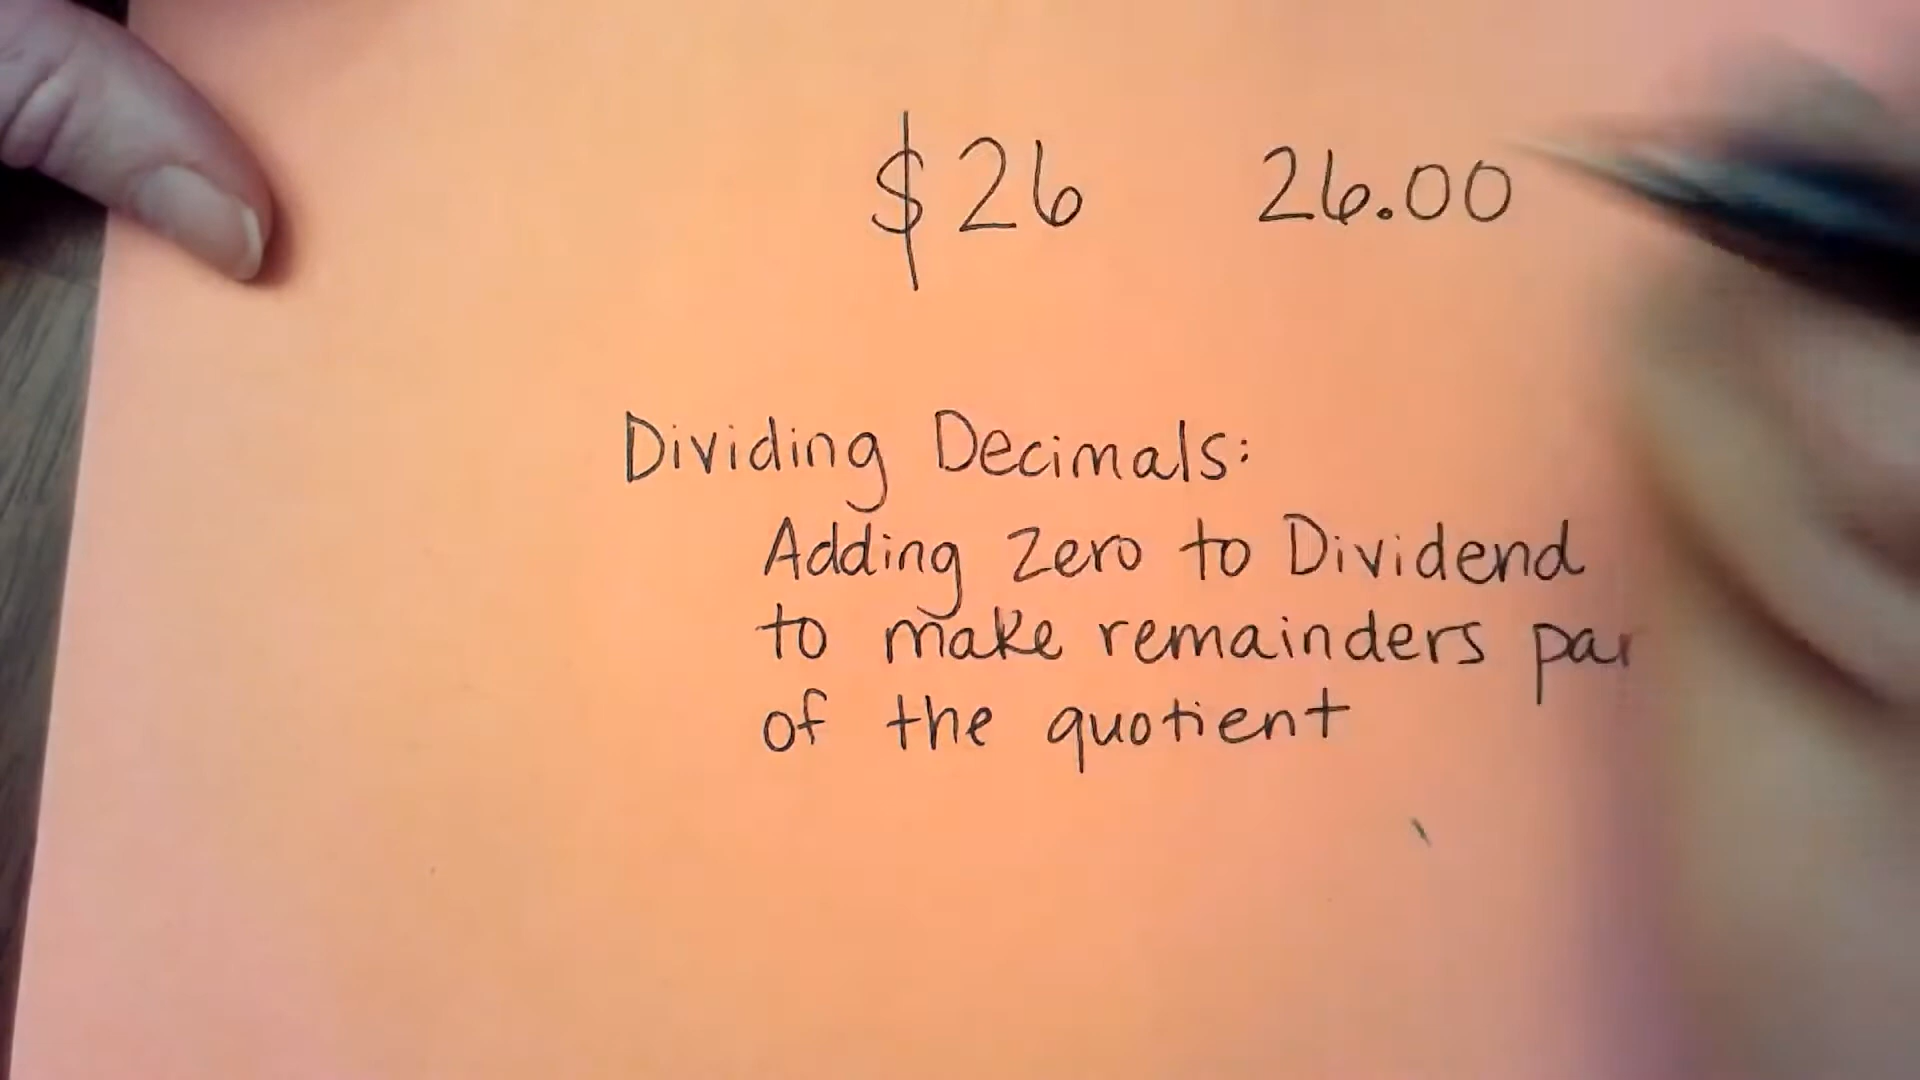 $26 26.00
Dividing Decimals:
Adding Zero to Dividend
to make remainders
of the quotient